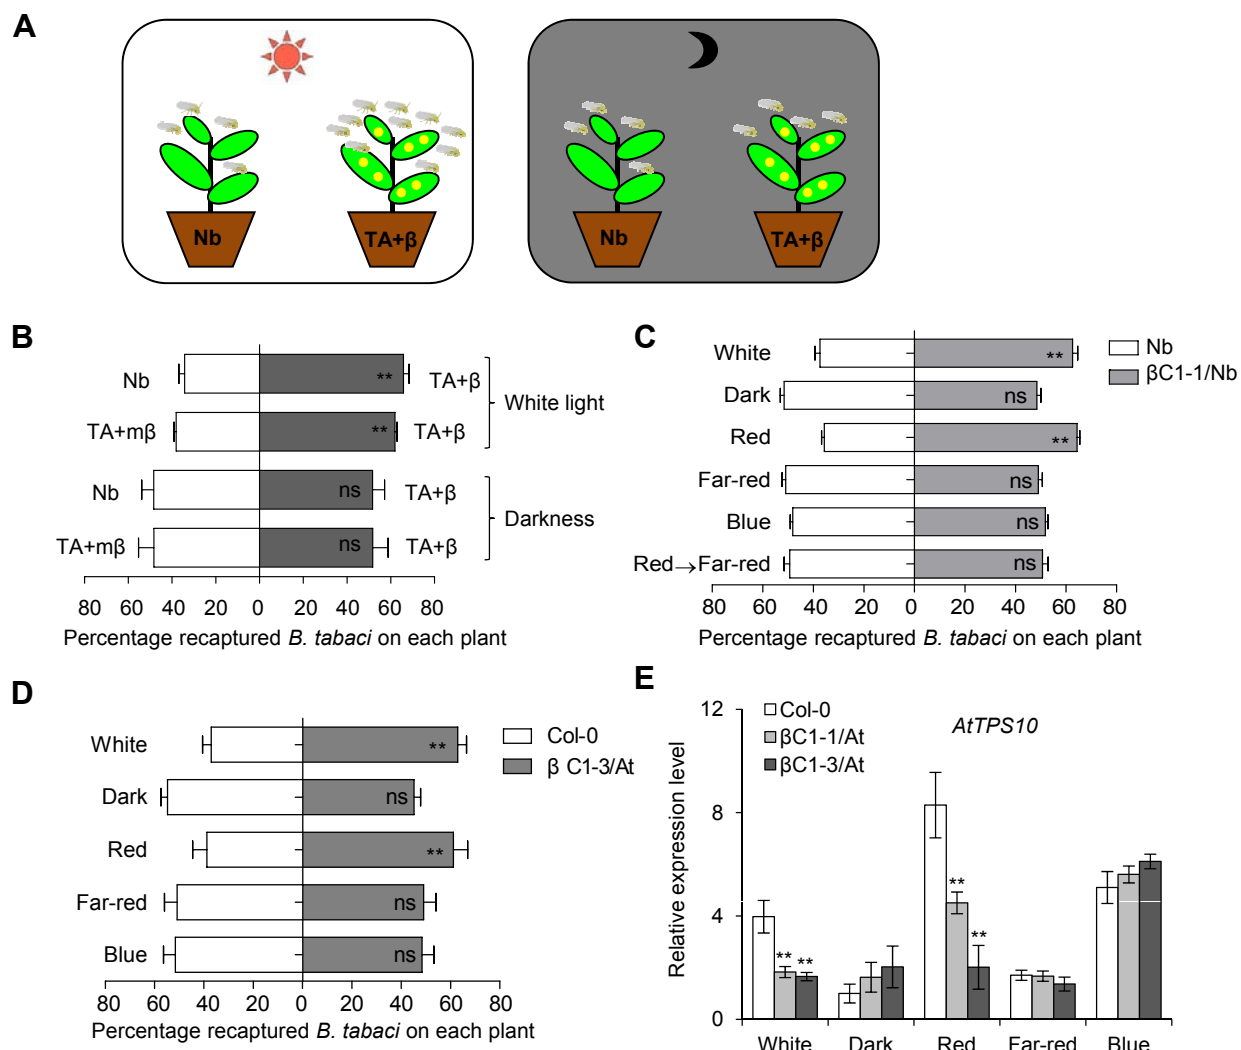 A
Nb
TA+β
Nb
TA+β
B
Nb
**
TA+β
White light
TA+mβ
**
TA+β
Nb
ns
TA+β
Darkness
TA+mβ
ns
TA+β
80 60 40 20 0 20 40 60 80
Percentage recaptured B. tabaci on each plant
C
White
**
Nb
βC1-1/Nb
Dark
ns
Red
**
Far-red
ns
Blue
ns
Red→Far-red
ns
80 60 40 20 0 20 40 60 80
Percentage recaptured B. tabaci on each plant
D
White
**
Col-0
β C1-3/At
Dark
ns
Red
**
Far-red
ns
Blue
ns
80 60 40 20 0 20 40 60 80
Percentage recaptured B. tabaci on each plant
E
Relative expression level
12
8
4
0
Col-0
βC1-1/At
βC1-3/At
AtTPS10
** **
**
**
White Dark Red Far-red Blue